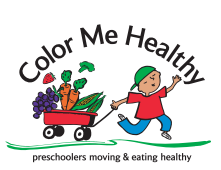 Color Me Healthy
preschoolers moving & eating healthy